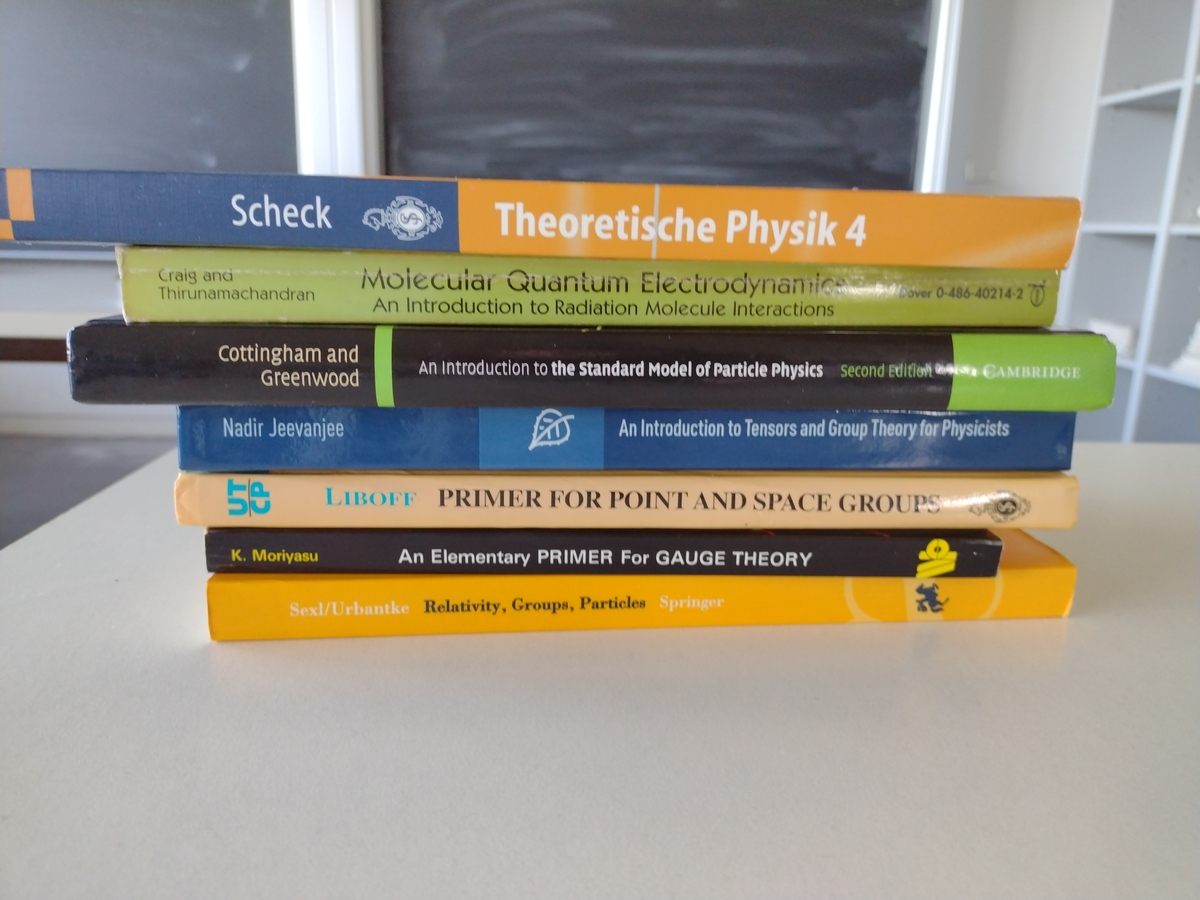 Scheck Theoretische Physik 4
Craig and
Thirunamachandran
Molecular Quantum Electrodynamics
An Introduction to Radiation Molecule Interactions
Dover 0-486-40214-2
Cottingham and
Greenwood
An Introduction to the Standard Model of Particle Physics Second Edition CAMBRIDGE
Nadir Jeevanjee An Introduction to Tensors and Group Theory for Physicists
UT
CP
LIBOFF PRIMER FOR POINT AND SPACE GROUPS
K. Moriyasu An Elementary PRIMER For GAUGE THEORY
Sexl/Urbantke Relativity, Groups, Particles Springer